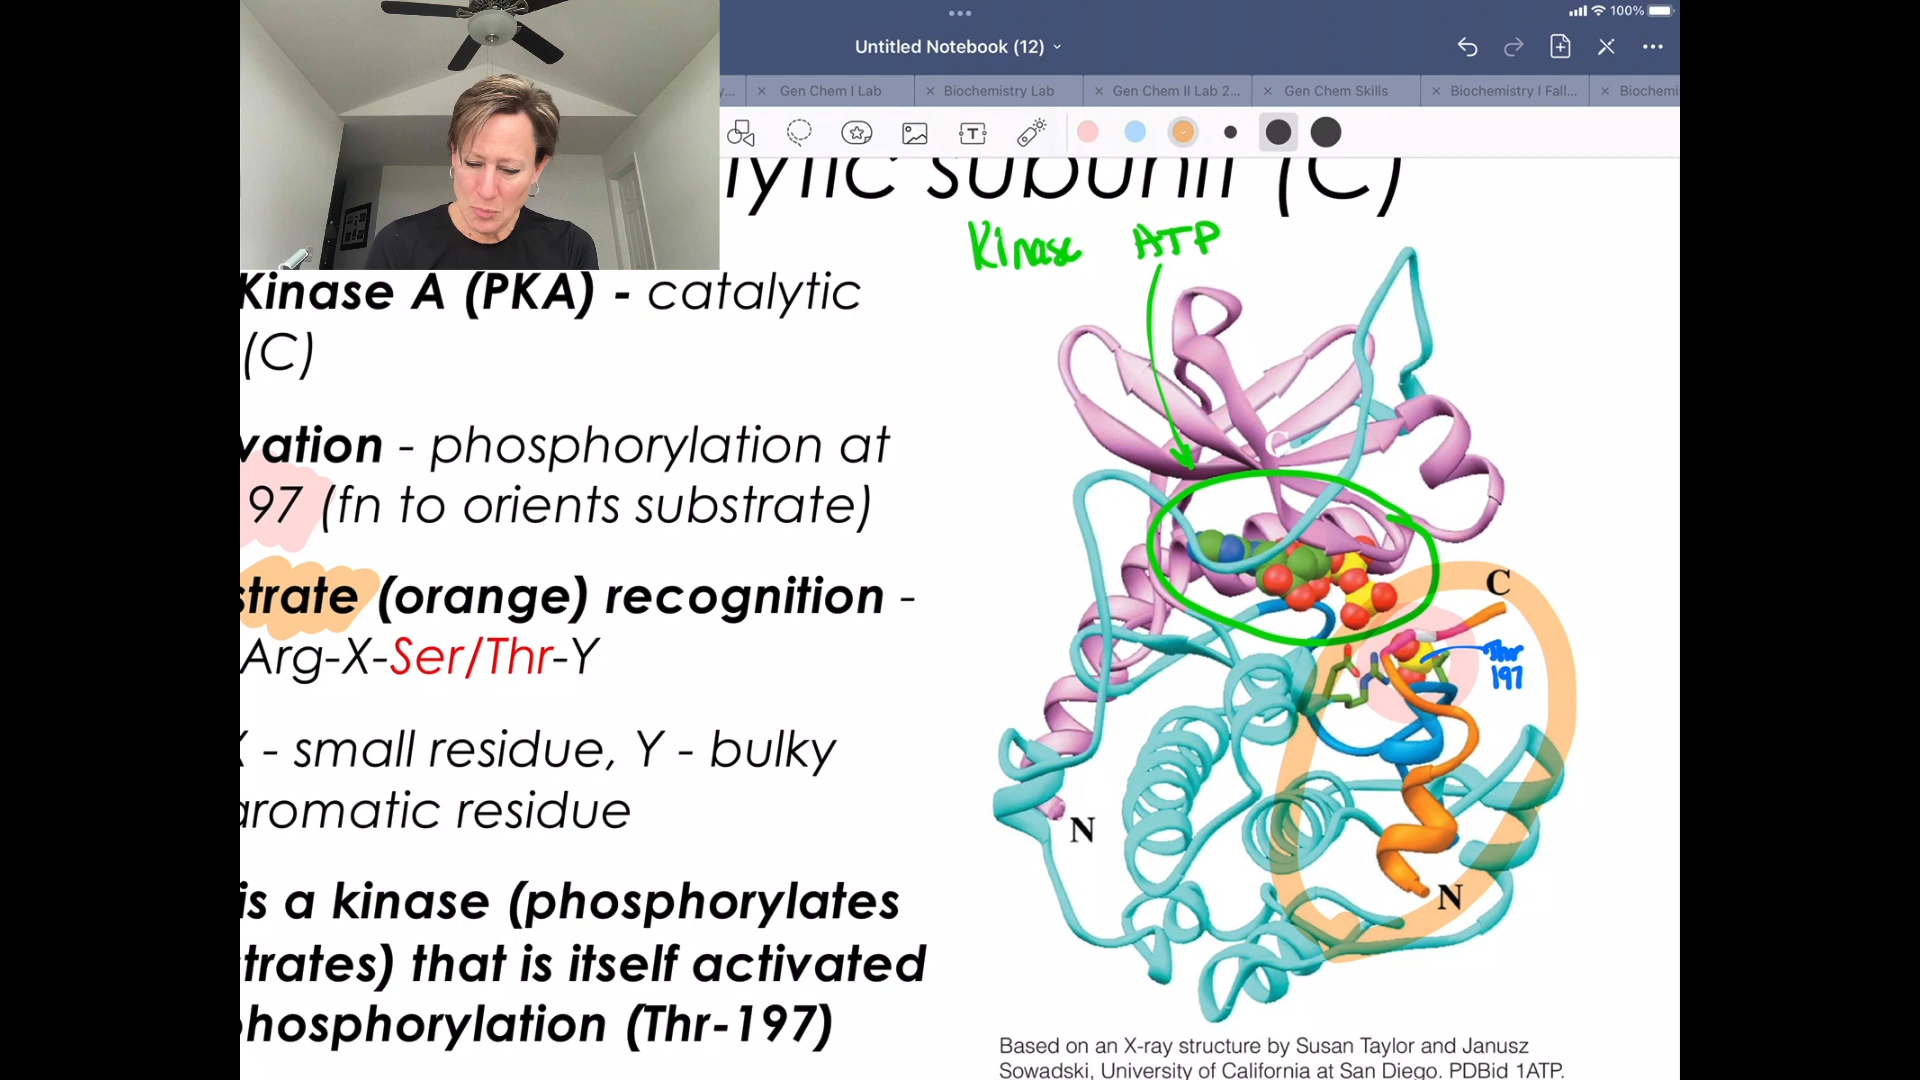 100%
Untitled Notebook (12)
Gen Chem I Lab
Biochemistry Lab
Gen Chem II Lab 2...
Gen Chem Skills
Biochemistry I Fall...
Biochemi
T
lytic subunit (C)
Kinase ATP
Kinase A (PKA) - catalytic
(C)
vation - phosphorylation at
97 (fn to orients substrate)
strate (orange) recognition -
Arg-X-Ser/Thr-Y
X - small residue, Y - bulky
aromatic residue
is a kinase (phosphorylates
trates) that is itself activated
phosphorylation (Thr-197)
C
C
Thr
197
N
N
Based on an X-ray structure by Susan Taylor and Janusz
Sowadski, University of California at San Diego. PDBid 1ATP.